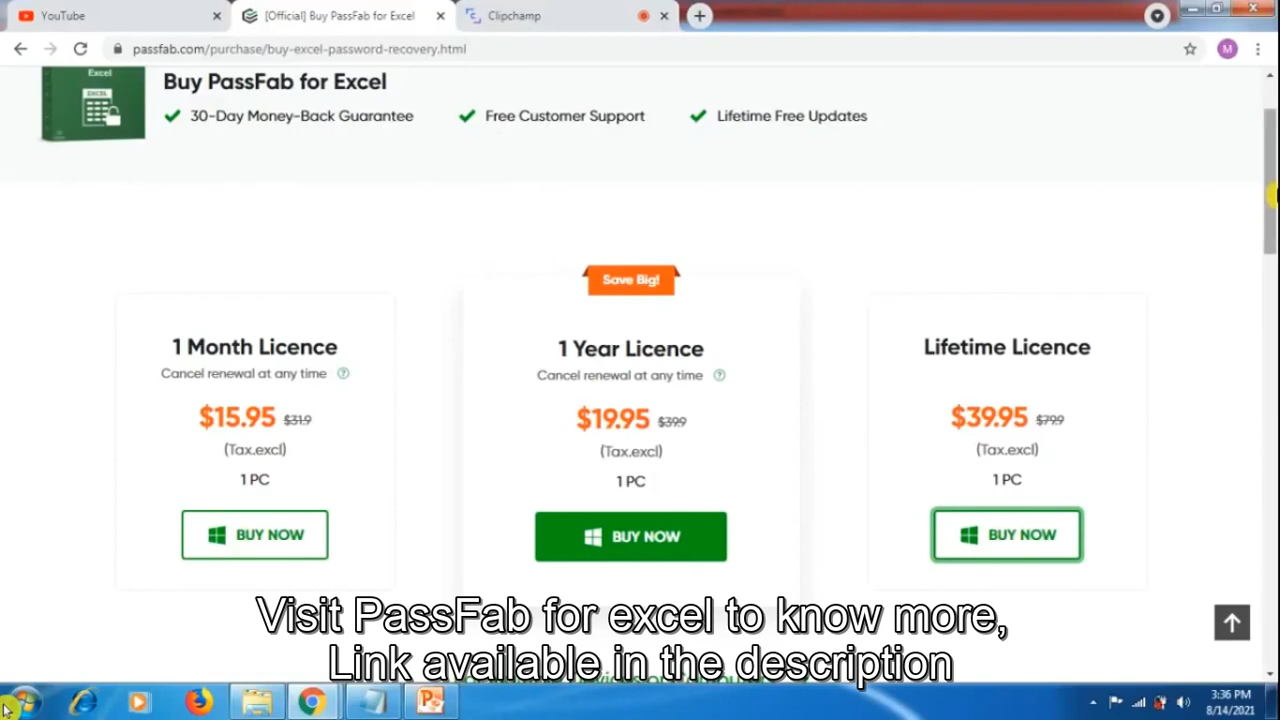 YouTube
[Official] Buy PassFab for Excel
Clipchamp
passfab.com/purchase/buy-excel-password-recovery.html
M
Excel
EXCEL
Buy PassFab for Excel
30-Day Money-Back Guarantee
Free Customer Support
Lifetime Free Updates
Save Big!
1 Month Licence
Cancel renewal at any time ?
$15.95 $31.9
(Tax.excl)
1 PC
BUY NOW
1 Year Licence
Cancel renewal at any time ?
$19.95 $39.9
(Tax.excl)
1 PC
BUY NOW
Lifetime Licence
$39.95 $79.9
(Tax.excl)
1 PC
BUY NOW
Visit PassFab for excel to know more,
Link available in the description
3:36 PM
8/14/2021